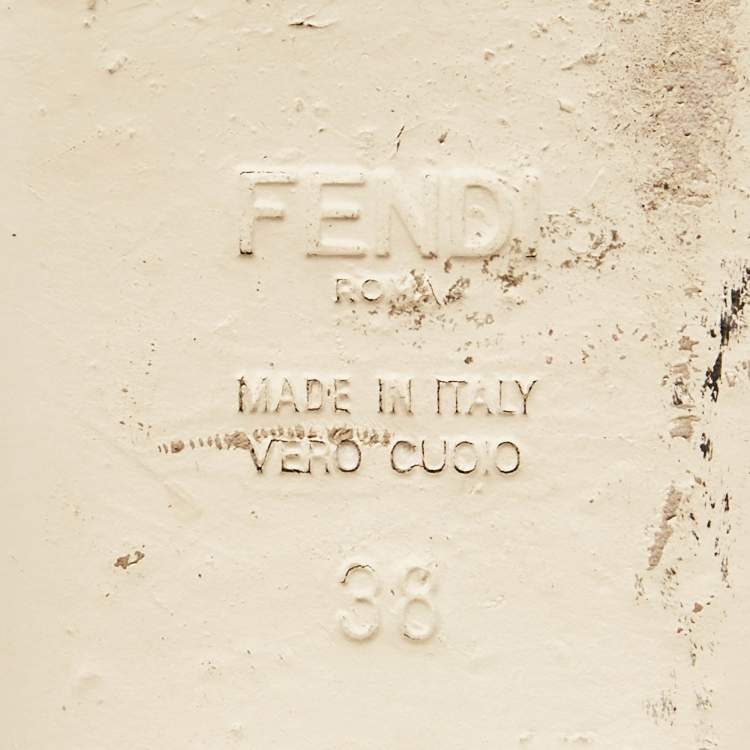 FENDI
ROMA
MADE IN ITALY
VERO CUOIO
38